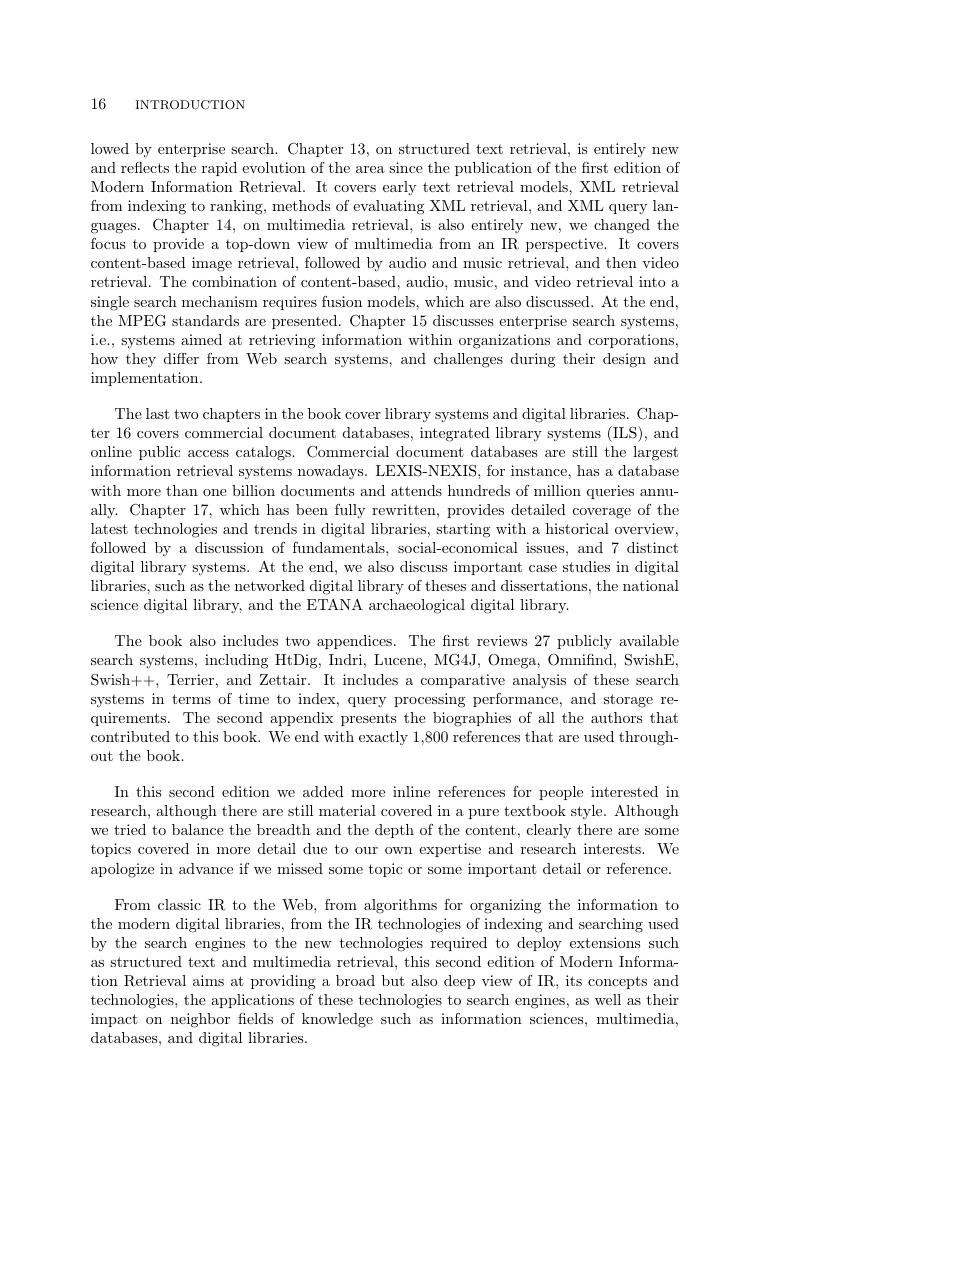 16 INTRODUCTION
lowed by enterprise search. Chapter 13, on structured text retrieval, is entirely new
and reflects the rapid evolution of the area since the publication of the first edition of
Modern Information Retrieval. It covers early text retrieval models, XML retrieval
from indexing to ranking, methods of evaluating XML retrieval, and XML query lan-
guages. Chapter 14, on multimedia retrieval, is also entirely new, we changed the
focus to provide a top-down view of multimedia from an IR perspective. It covers
content-based image retrieval, followed by audio and music retrieval, and then video
retrieval. The combination of content-based, audio, music, and video retrieval into a
single search mechanism requires fusion models, which are also discussed. At the end,
the MPEG standards are presented. Chapter 15 discusses enterprise search systems,
i.e., systems aimed at retrieving information within organizations and corporations,
how they differ from Web search systems, and challenges during their design and
implementation.
The last two chapters in the book cover library systems and digital libraries. Chap-
ter 16 covers commercial document databases, integrated library systems (ILS), and
online public access catalogs. Commercial document databases are still the largest
information retrieval systems nowadays. LEXIS-NEXIS, for instance, has a database
with more than one billion documents and attends hundreds of million queries annu-
ally. Chapter 17, which has been fully rewritten, provides detailed coverage of the
latest technologies and trends in digital libraries, starting with a historical overview,
followed by a discussion of fundamentals, social-economical issues, and 7 distinct
digital library systems. At the end, we also discuss important case studies in digital
libraries, such as the networked digital library of theses and dissertations, the national
science digital library, and the ETANA archaeological digital library.
The book also includes two appendices. The first reviews 27 publicly available
search systems, including HtDig, Indri, Lucene, MG4J, Omega, Omnifind, SwishE,
Swish++, Terrier, and Zettair. It includes a comparative analysis of these search
systems in terms of time to index, query processing performance, and storage re-
quirements. The second appendix presents the biographies of all the authors that
contributed to this book. We end with exactly 1,800 references that are used through-
out the book.
In this second edition we added more inline references for people interested in
research, although there are still material covered in a pure textbook style. Although
we tried to balance the breadth and the depth of the content, clearly there are some
topics covered in more detail due to our own expertise and research interests. We
apologize in advance if we missed some topic or some important detail or reference.
From classic IR to the Web, from algorithms for organizing the information to
the modern digital libraries, from the IR technologies of indexing and searching used
by the search engines to the new technologies required to deploy extensions such
as structured text and multimedia retrieval, this second edition of Modern Informa-
tion Retrieval aims at providing a broad but also deep view of IR, its concepts and
technologies, the applications of these technologies to search engines, as well as their
impact on neighbor fields of knowledge such as information sciences, multimedia,
databases, and digital libraries.